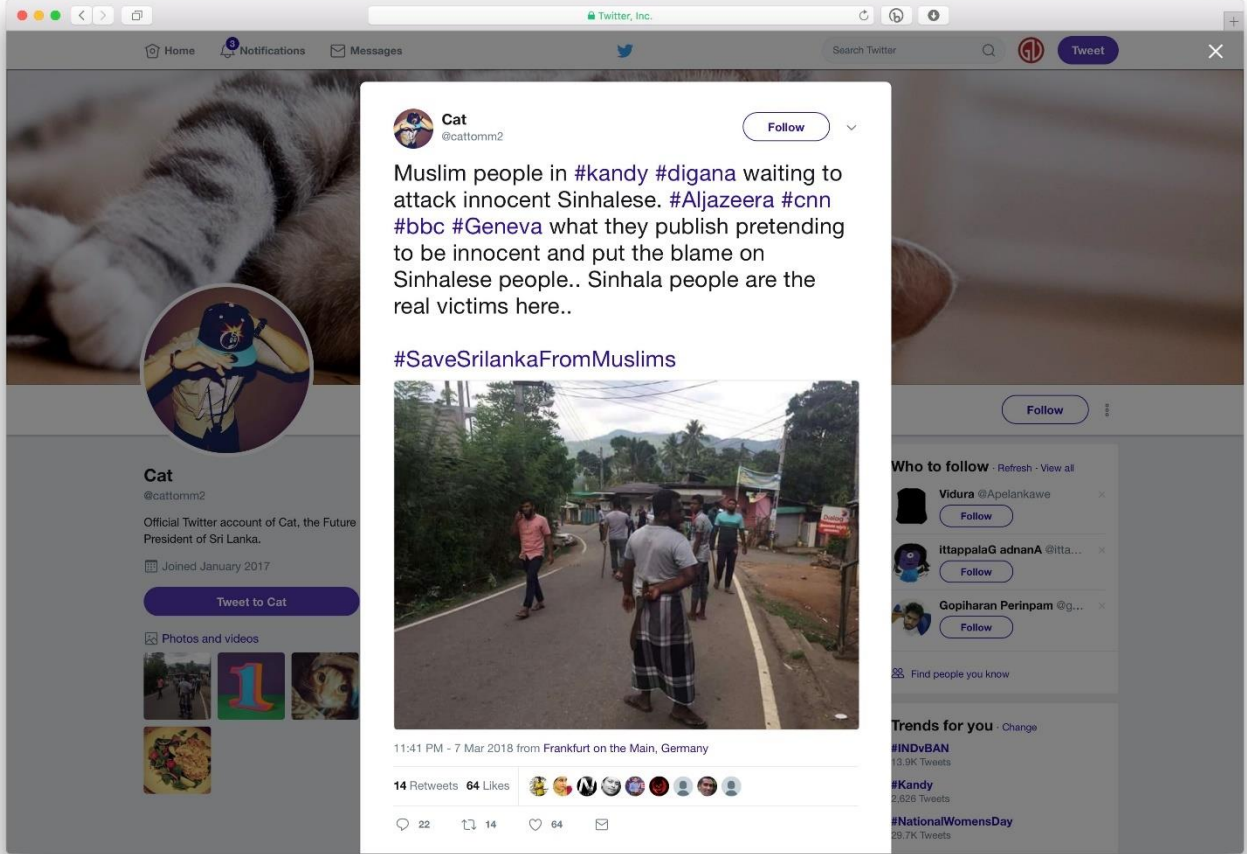 Twitter, Inc.
Home
3
Notifications
Messages
Search Twitter
Tweet
Cat
@cattomm2
Follow
Muslim people in #kandy #digana waiting to
attack innocent Sinhalese. #Aljazeera #cnn
#bbc #Geneva what they publish pretending
to be innocent and put the blame on
Sinhalese people.. Sinhala people are the
real victims here..
#SaveSrilankaFromMuslims
11:41 PM - 7 Mar 2018 from Frankfurt on the Main, Germany
14 Retweets 64 Likes
22 14 64
Cat
@cattomm2
Official Twitter account of Cat, the Future
President of Sri Lanka.
Joined January 2017
Tweet to Cat
Photos and videos
Follow
Who to follow · Refresh · View all
Vidura @Apelankawe
Follow
ittappalaG adnanA @itta...
Follow
Gopiharan Perinpam @g...
Follow
Find people you know
Trends for you · Change
#INDvBAN
13.9K Tweets
#Kandy
2,626 Tweets
#NationalWomensDay
29.7K Tweets